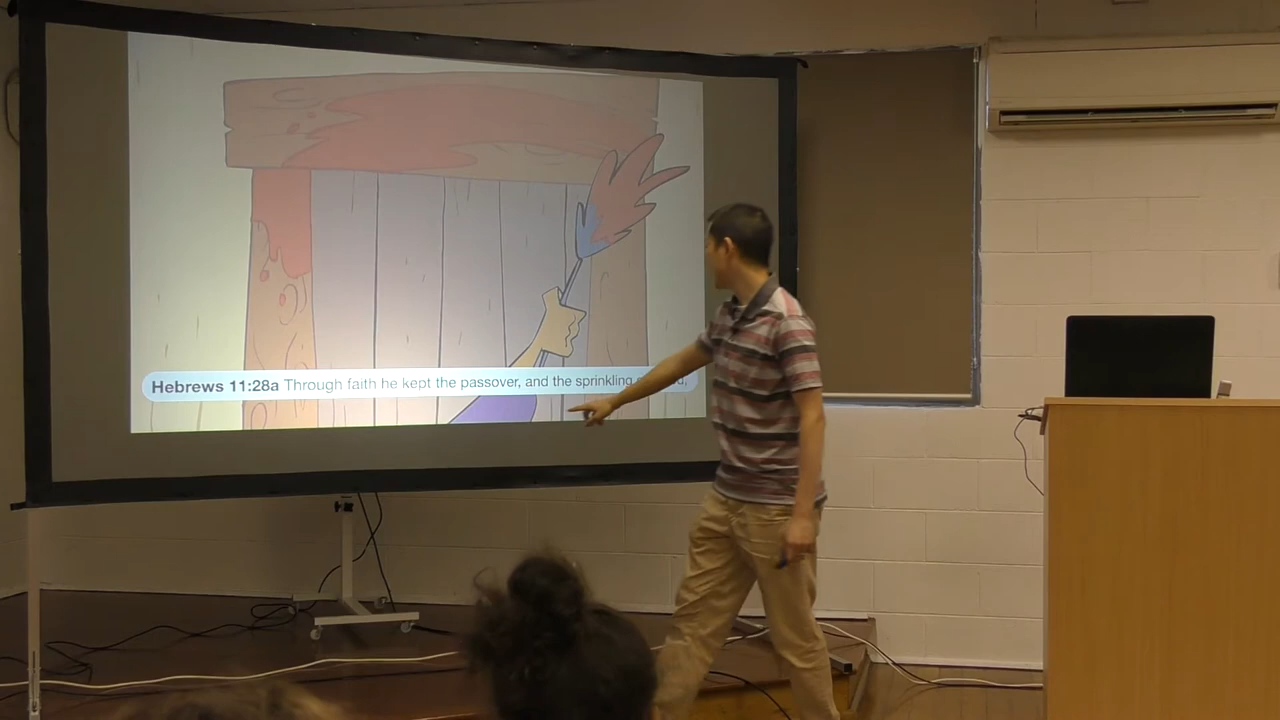 Hebrews 11:28a Through faith he kept the passover, and the sprinkling